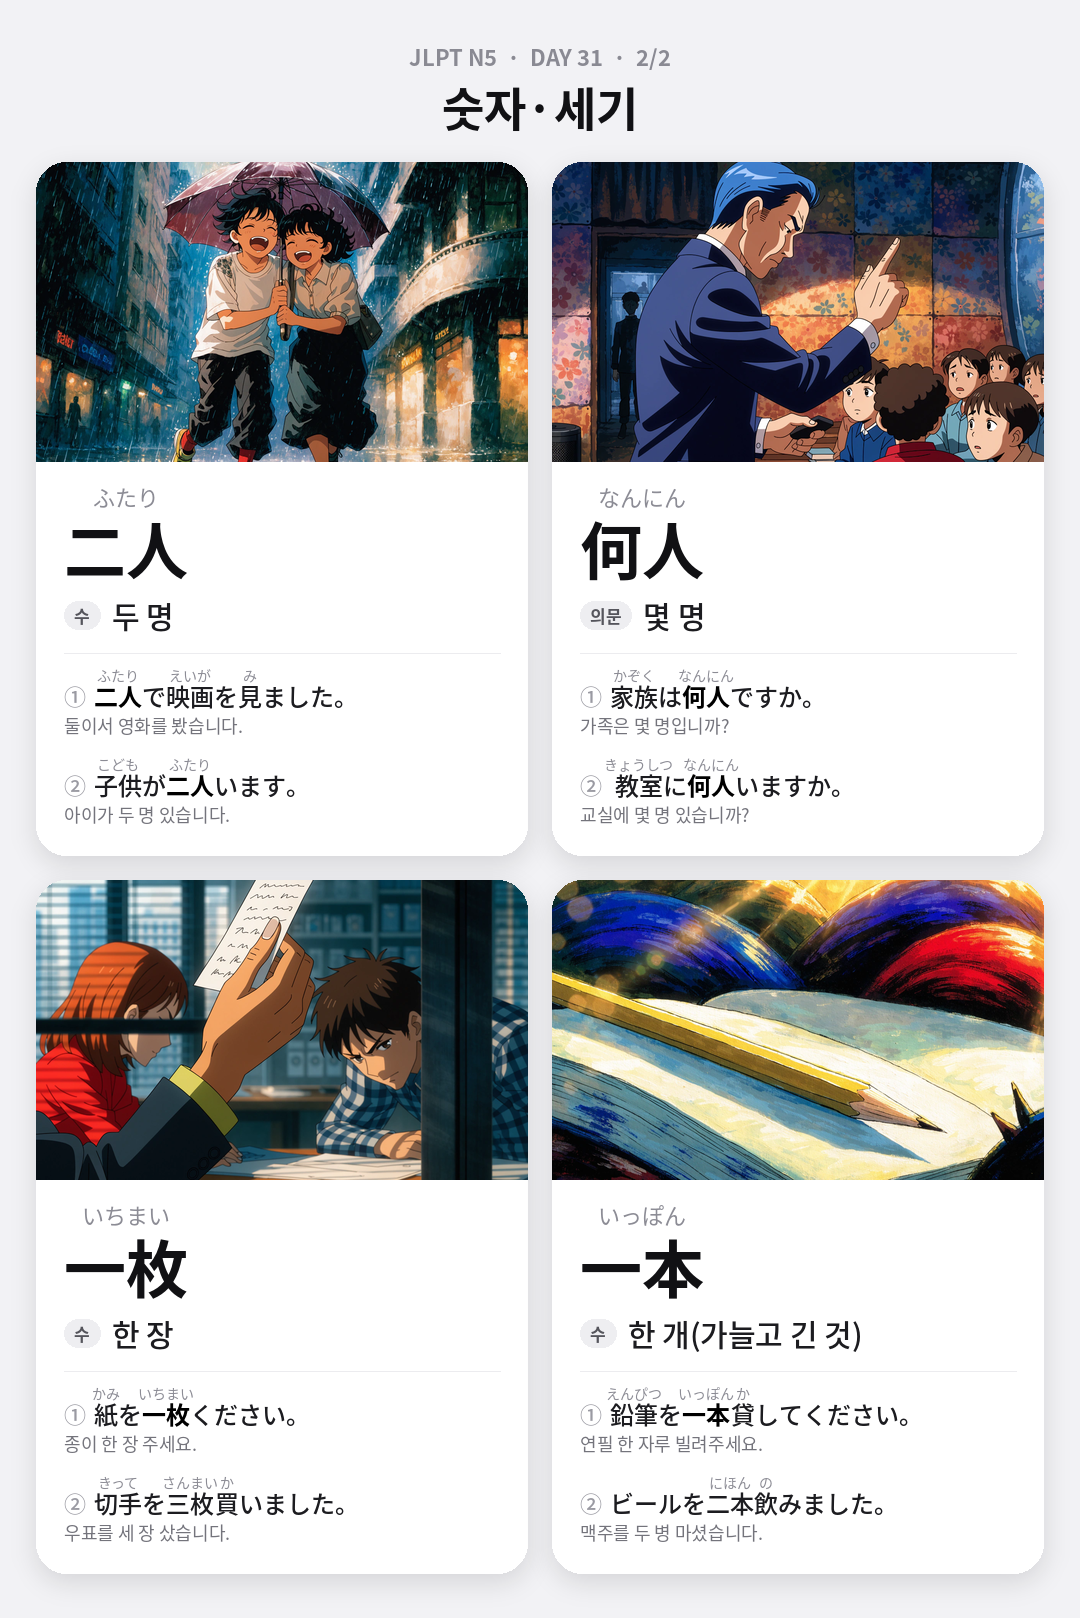 JLPT N5 · DAY 31 · 2/2
숫자·세기
ふたり
二人
수 두 명
ふたり えいが み
① 二人で映画を見ました。
둘이서 영화를 봤습니다.
こども ふたり
② 子供が二人います。
아이가 두 명 있습니다.
なんにん
何人
의문 몇 명
かぞく なんにん
① 家族は何人ですか。
가족은 몇 명입니까?
きょうしつ なんにん
② 教室に何人いますか。
교실에 몇 명 있습니까?
いちまい
一枚
수 한 장
かみ いちまい
① 紙を一枚ください。
종이 한 장 주세요.
きって さんまい か
② 切手を三枚買いました。
우표를 세 장 샀습니다.
いっぽん
一本
수 한 개(가늘고 긴 것)
えんぴつ いっぽん か
① 鉛筆を一本貸してください。
연필 한 자루 빌려주세요.
にほん の
② ビールを二本飲みました。
맥주를 두 병 마셨습니다.